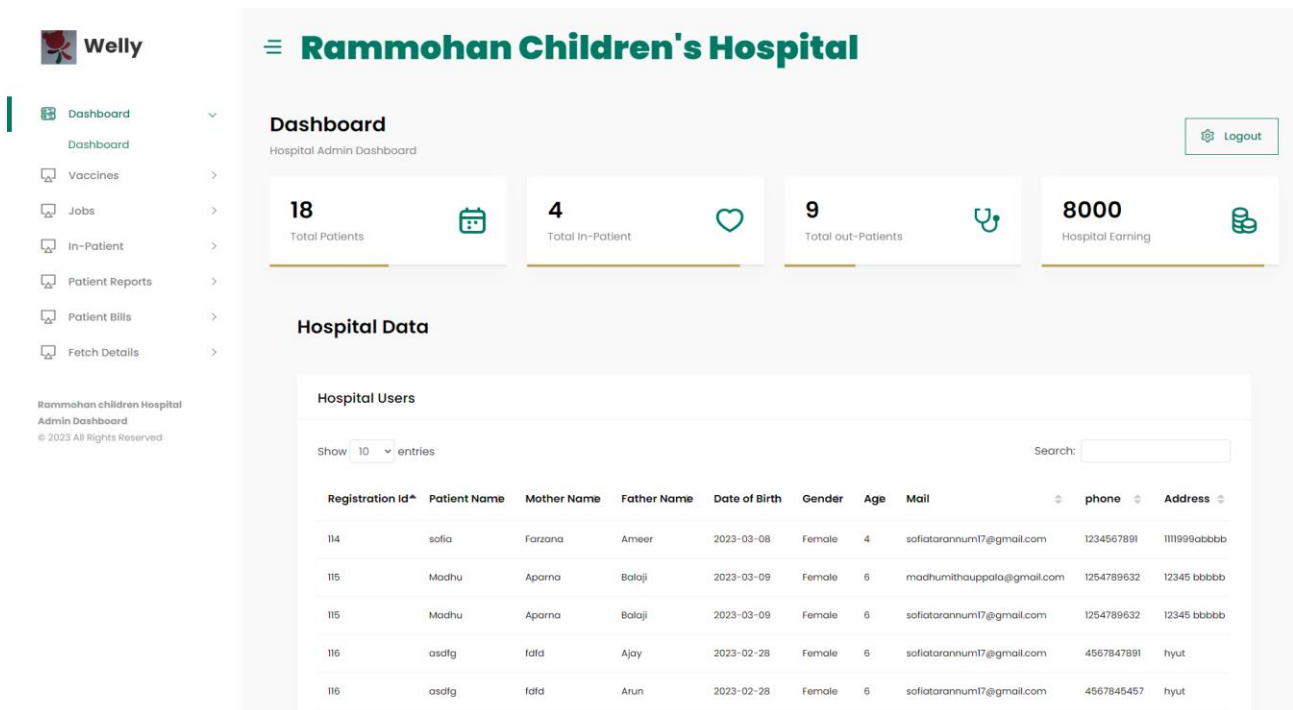 Welly
Rammohan Children's Hospital
Dashboard
Dashboard
Vaccines
Jobs
In-Patient
Patient Reports
Patient Bills
Fetch Details
Rammohan children Hospital
Admin Dashboard
© 2023 All Rights Reserved
Dashboard
Hospital Admin Dashboard
Logout
18
Total Patients
4
Total In-Patient
9
Total out-Patients
8000
Hospital Earning
Hospital Data
Hospital Users
Show 10 entries
Search:
Registration Id Patient Name Mother Name Father Name Date of Birth Gender Age Mail phone Address
114 sofia Farzana Ameer 2023-03-08 Female 4 sofiatarannum17@gmail.com 1234567891 1111999abbbb
115 Madhu Aparna Balaji 2023-03-09 Female 6 madhumithauppala@gmail.com 1254789632 12345 bbbbb
115 Madhu Aparna Balaji 2023-03-09 Female 6 sofiatarannum17@gmail.com 1254789632 12345 bbbbb
116 asdfg fdfd Ajay 2023-02-28 Female 6 sofiatarannum17@gmail.com 4567847891 hyut
116 asdfg fdfd Arun 2023-02-28 Female 6 sofiatarannum17@gmail.com 4567845457 hyut